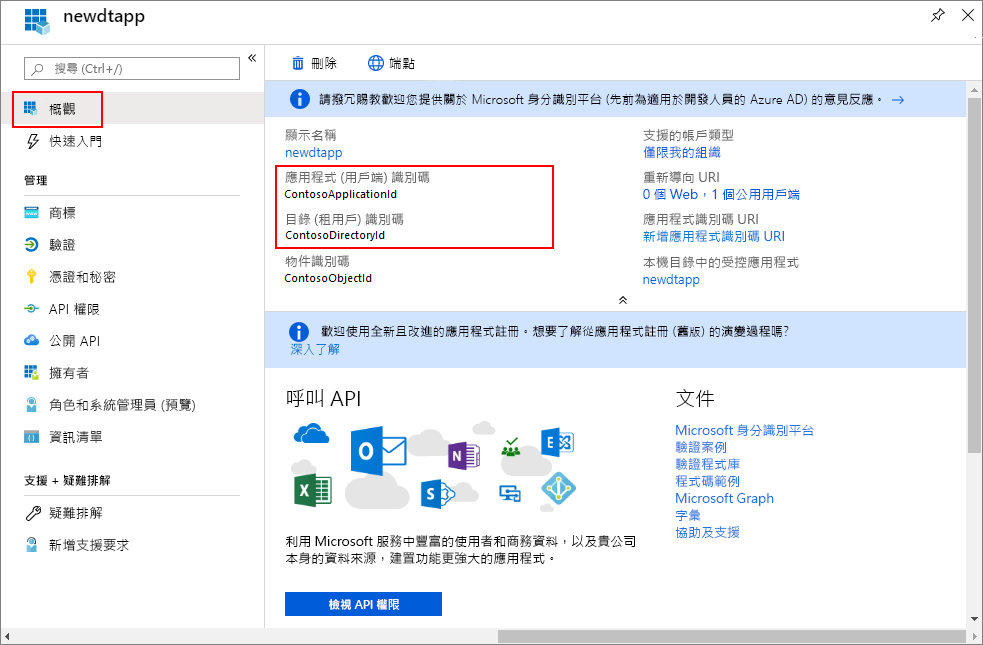 newdtapp
搜尋 (Ctrl+/)
概觀
快速入門
管理
商標
驗證
憑證和秘密
API 權限
公開 API
擁有者
角色和系統管理員 (預覽)
資訊清單
支援 + 疑難排解
疑難排解
新增支援要求
刪除
端點
請撥冗賜教歡迎您提供關於 Microsoft 身分識別平台 (先前為適用於開發人員的 Azure AD) 的意見反應。 →
顯示名稱
newdtapp
應用程式 (用戶端) 識別碼
ContosoApplicationId
目錄 (租用戶) 識別碼
ContosoDirectoryId
物件識別碼
ContosoObjectId
支援的帳戶類型
僅限我的組織
重新導向 URI
0 個 Web，1 個公用用戶端
應用程式識別碼 URI
新增應用程式識別碼 URI
本機目錄中的受控應用程式
newdtapp
歡迎使用全新且改進的應用程式註冊。想要了解從應用程式註冊 (舊版) 的演變過程嗎?
深入了解
呼叫 API
O
N
E
X
S
利用 Microsoft 服務中豐富的使用者和商務資料，以及貴公司
本身的資料來源，建置功能更強大的應用程式。
檢視 API 權限
文件
Microsoft 身分識別平台
驗證案例
驗證程式庫
程式碼範例
Microsoft Graph
字彙
協助及支援